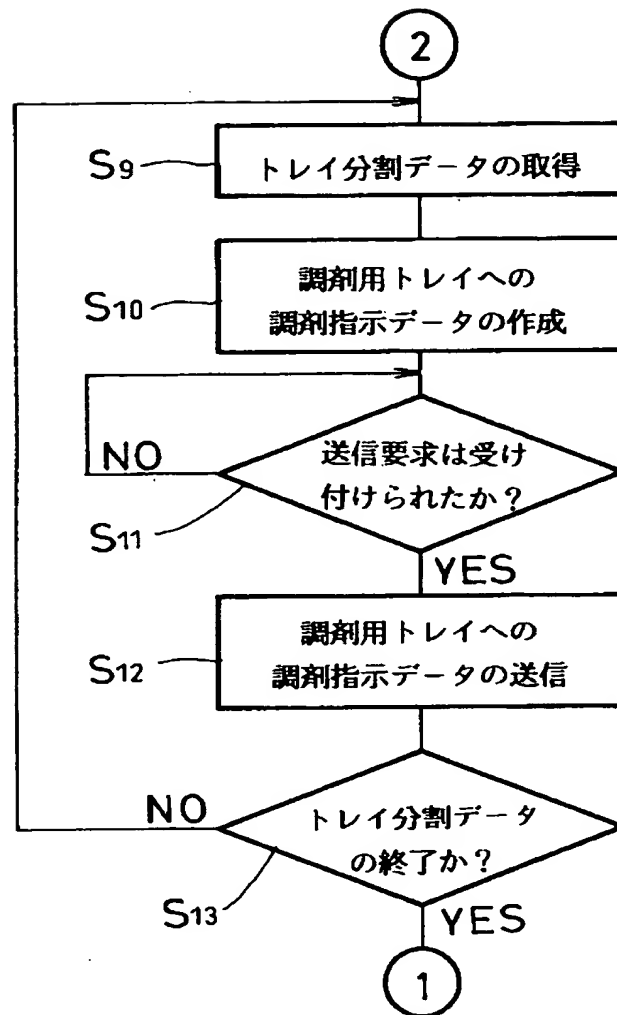 2
S9
トレイ分割データの取得
S10
調剤用トレイへの
調剤指示データの作成
NO
送信要求は受け
付けられたか？
S11
YES
調剤用トレイへの
調剤指示データの送信
S12
NO
トレイ分割データ
の終了か？
S13
YES
1